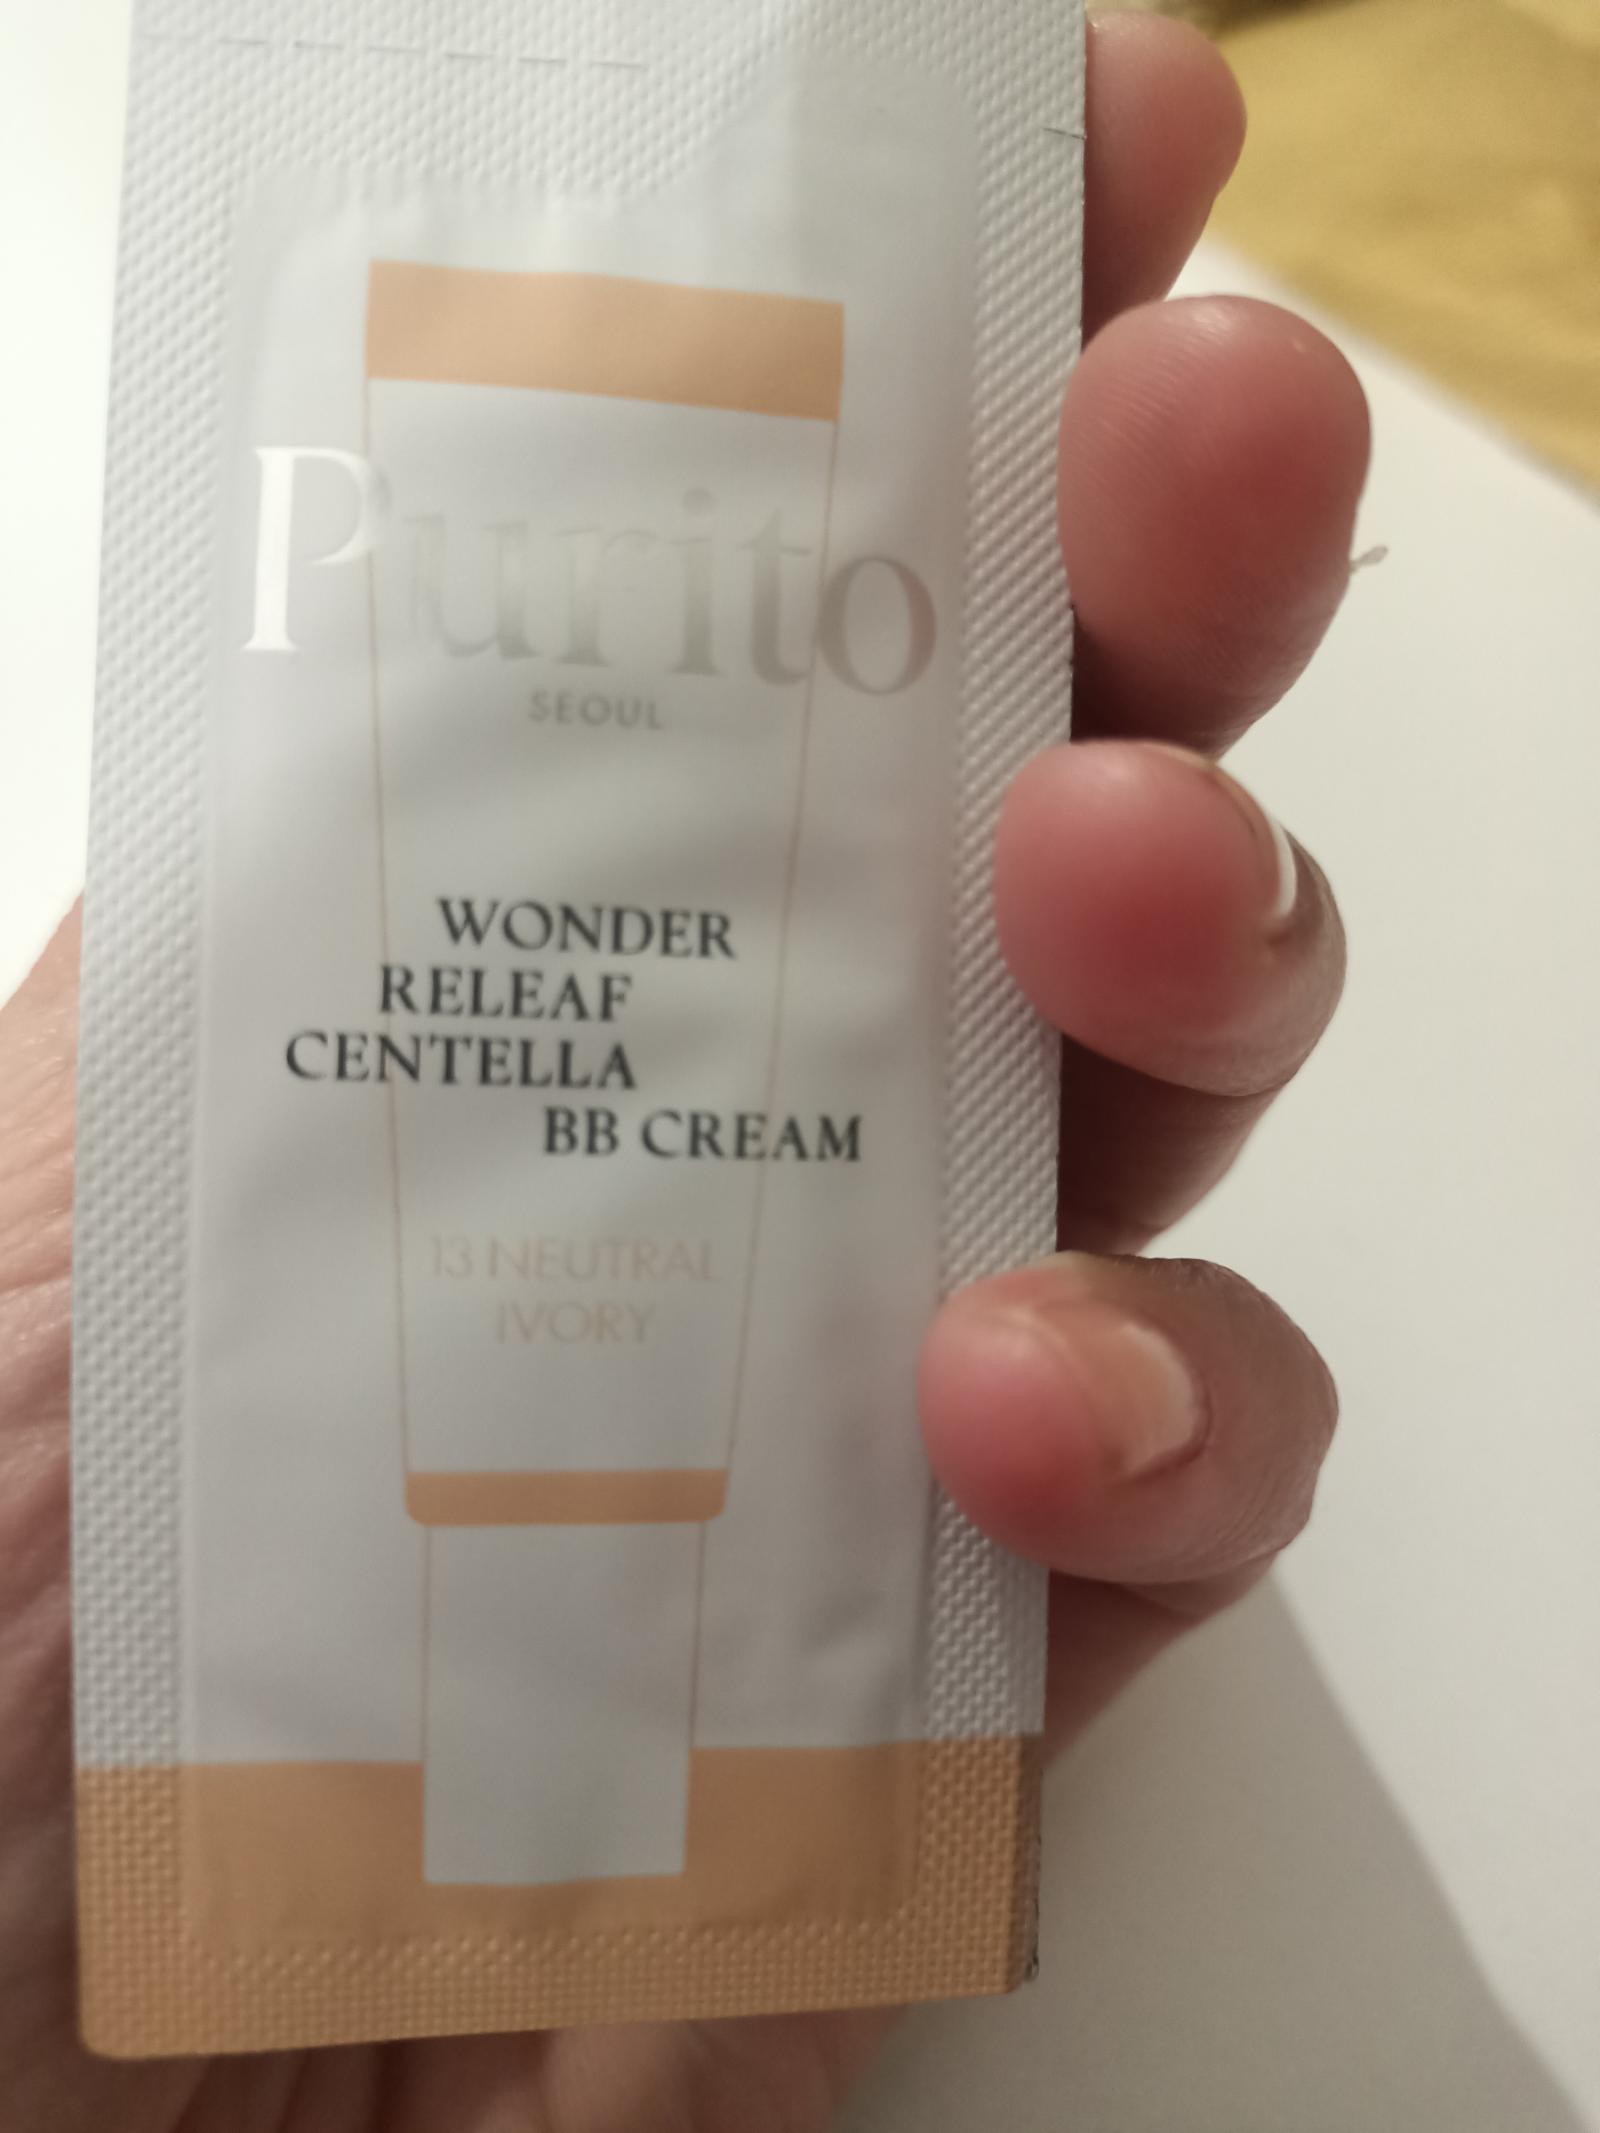 Purito
SEOUL
WONDER
RELEAF
CENTELLA
BB CREAM
13 NEUTRAL
IVORY